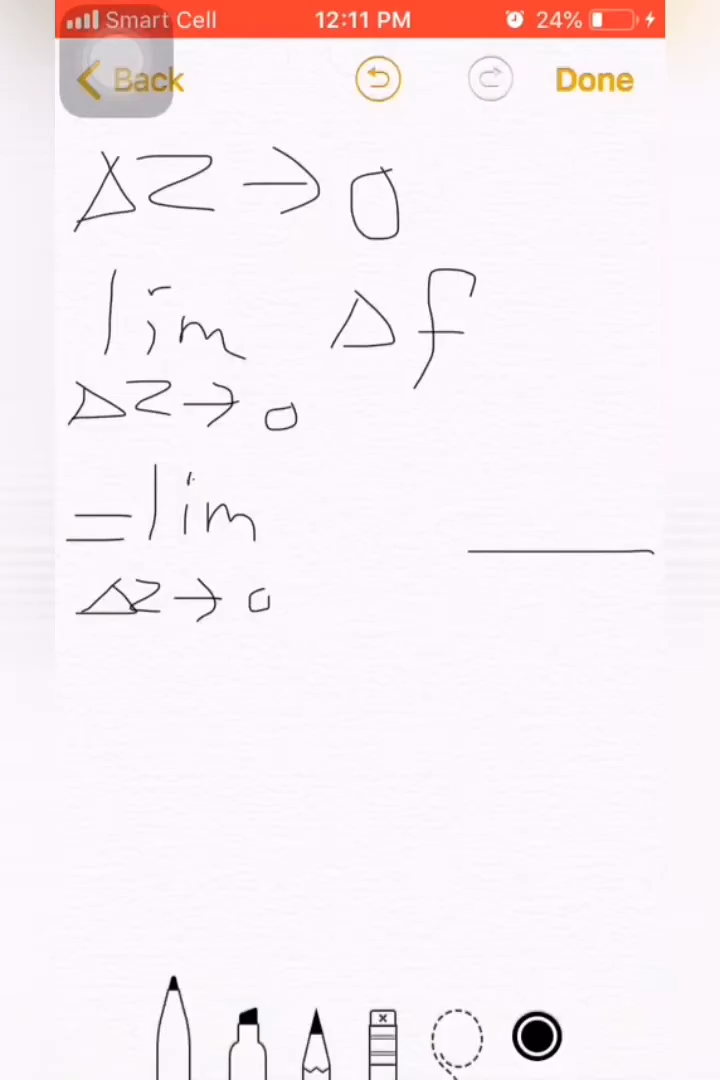 Smart Cell 12:11 PM 24%
Back Done
ΔZ → 0
lim Δf
ΔZ → 0
= lim
ΔZ → 0